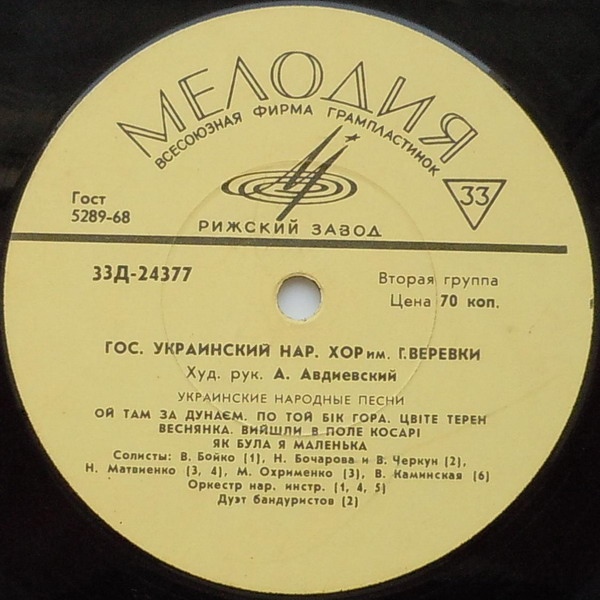 МЕЛОДИЯ
ВСЕСОЮЗНАЯ ФИРМА ГРАМПЛАСТИНОК
Гост
5289-68
33
РИЖСКИЙ ЗАВОД
33Д-24377
Вторая группа
Цена 70 коп.
ГОС. УКРАИНСКИЙ НАР. ХОР им. Г. ВЕРЕВКИ
Худ. рук. А. Авдиевский
УКРАИНСКИЕ НАРОДНЫЕ ПЕСНИ
ОЙ ТАМ ЗА ДУНАЄМ. ПО ТОЙ БІК ГОРА. ЦВІТЕ ТЕРЕН
ВЕСНЯНКА. ВИЙШЛИ В ПОЛЕ КОСАРІ
ЯК БУЛА Я МАЛЕНЬКА
Солисты: В. Бойко (1), Н. Бочарова и В. Черкун (2),
Н. Матвиенко (3, 4), М. Охрименко (3), В. Каминская (6)
Оркестр нар. инстр. (1, 4, 5)
Дуэт бандуристов (2)